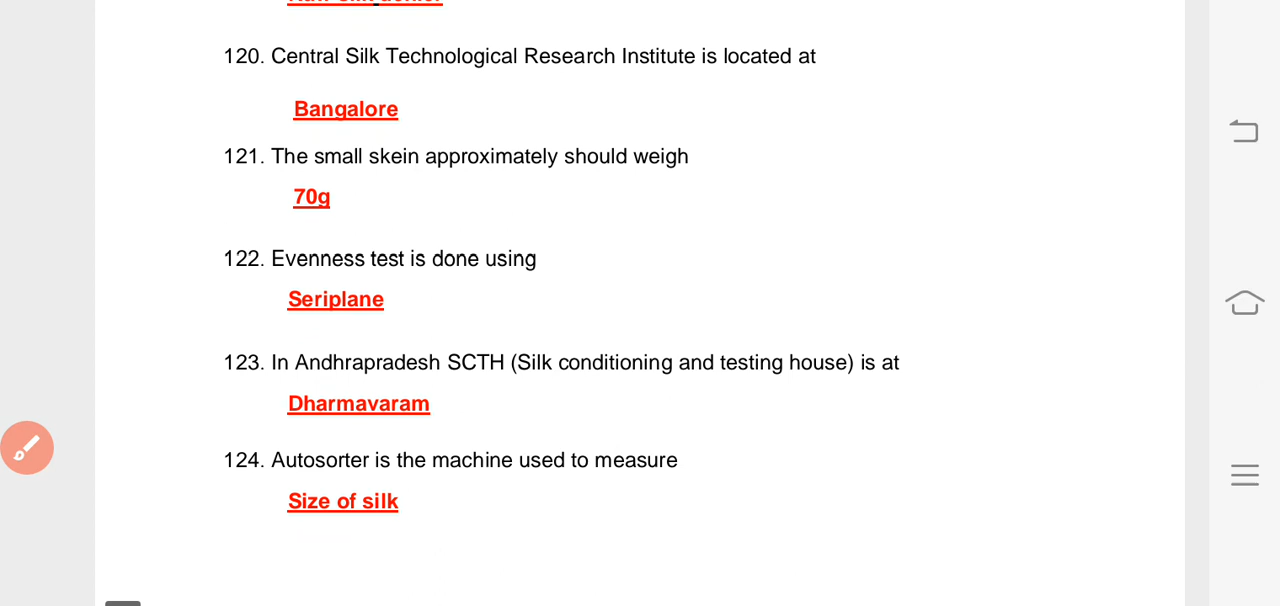 120. Central Silk Technological Research Institute is located at
Bangalore
121. The small skein approximately should weigh
70g
122. Evenness test is done using
Seriplane
123. In Andhrapradesh SCTH (Silk conditioning and testing house) is at
Dharmavaram
124. Autosorter is the machine used to measure
Size of silk